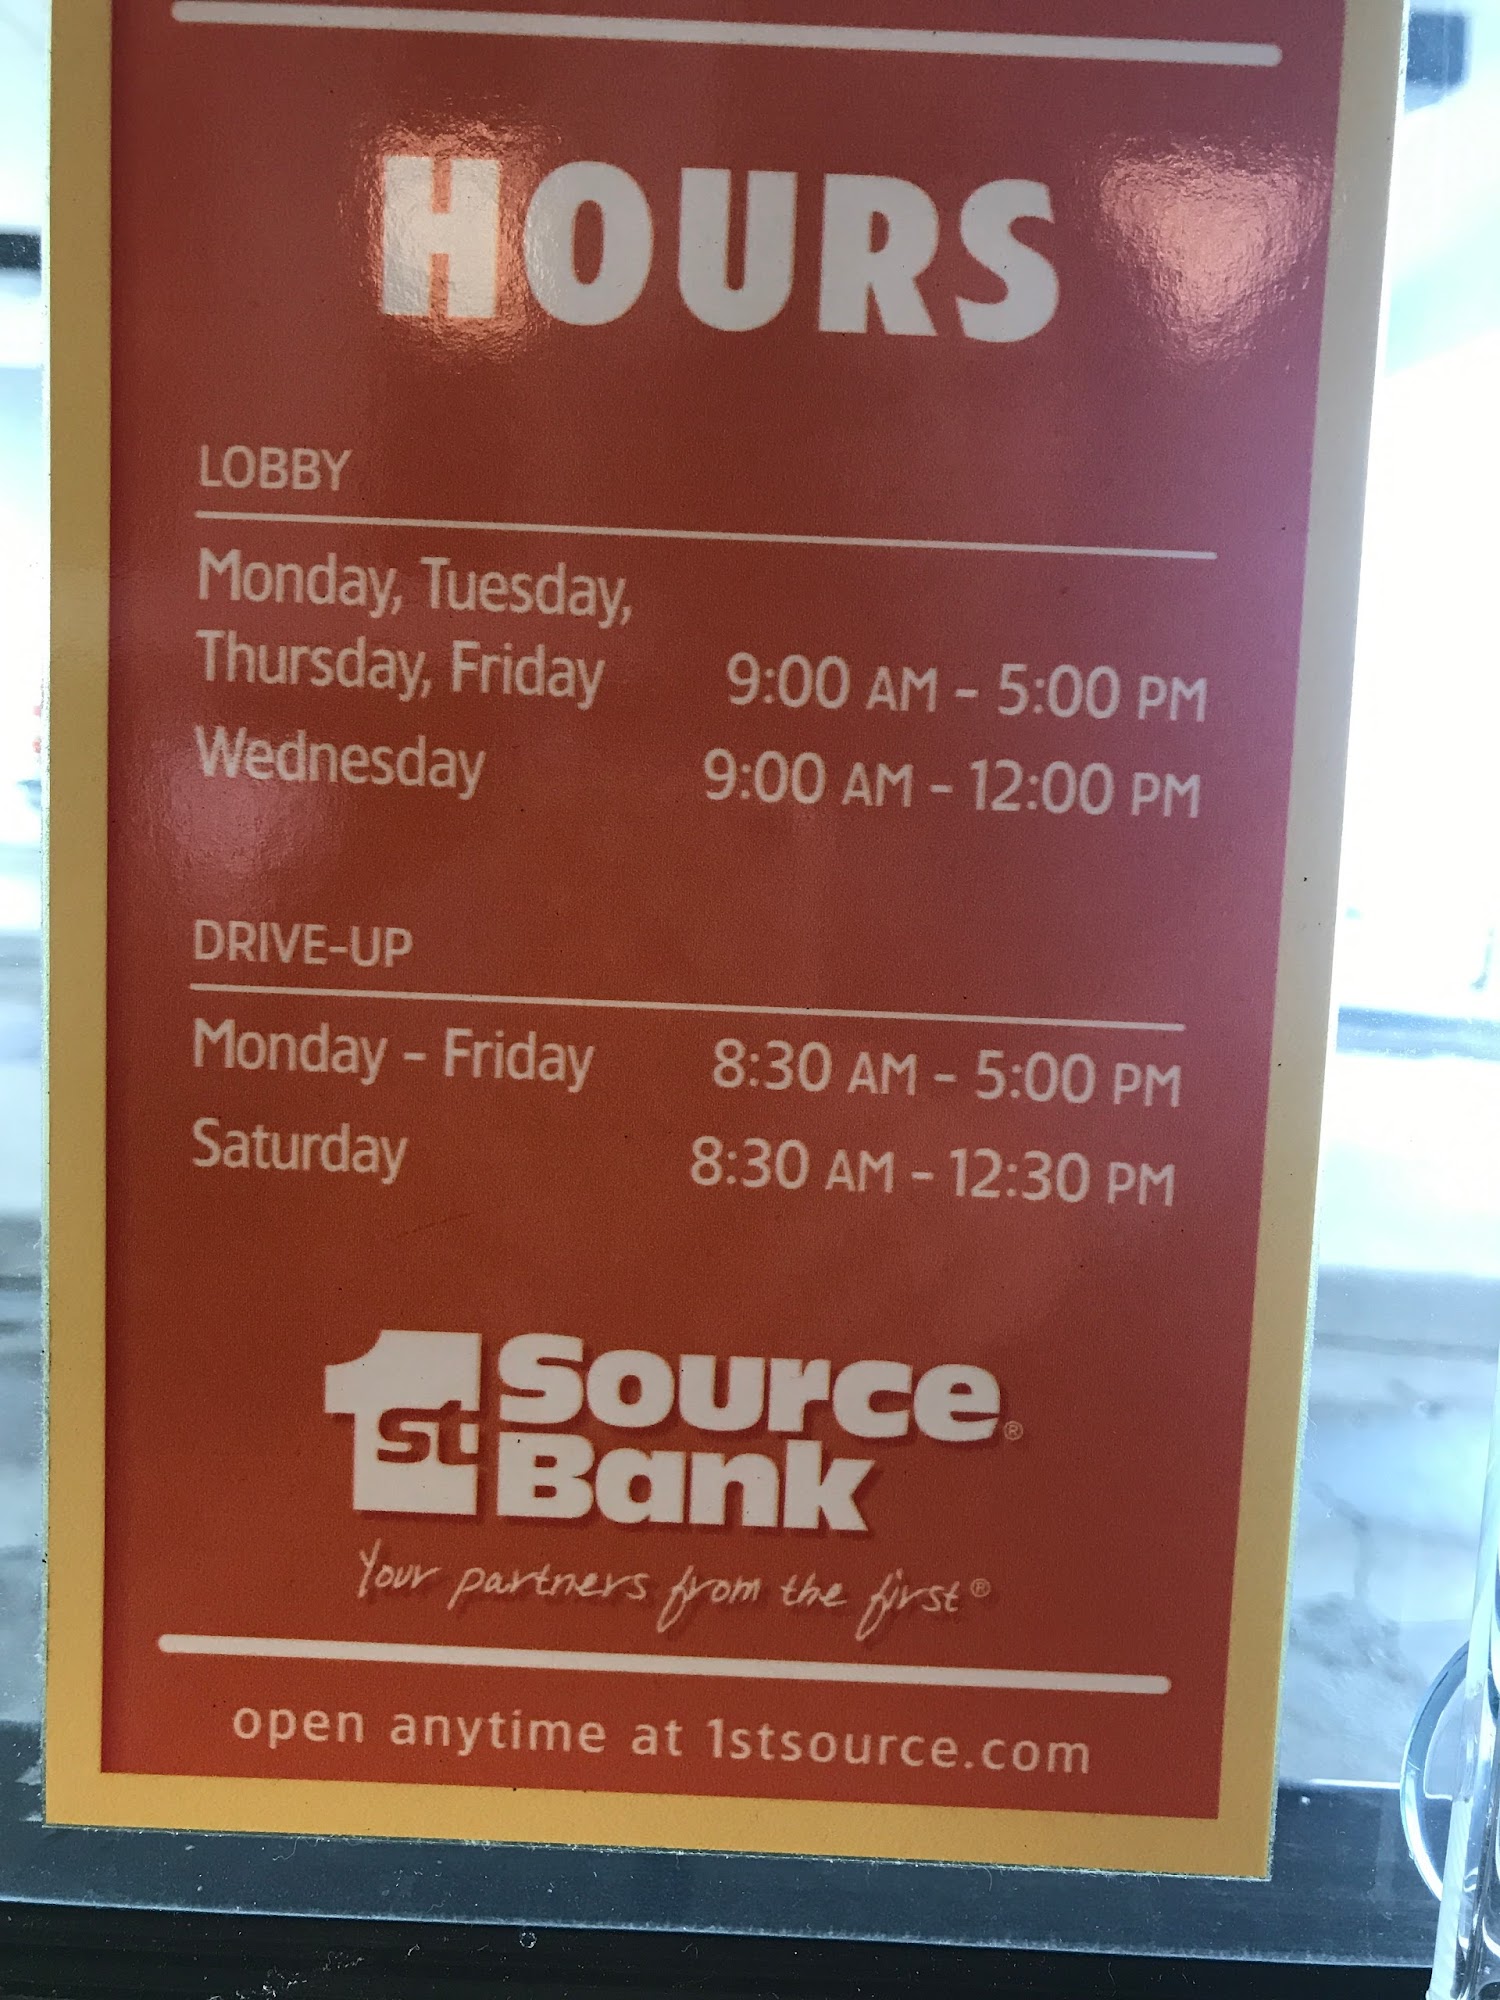 HOURS
LOBBY
Monday, Tuesday,
Thursday, Friday 9:00 AM - 5:00 PM
Wednesday 9:00 AM - 12:00 PM
DRIVE-UP
Monday - Friday 8:30 AM - 5:00 PM
Saturday 8:30 AM - 12:30 PM
1st Source
Bank
Your partners from the first®
open anytime at 1stsource.com